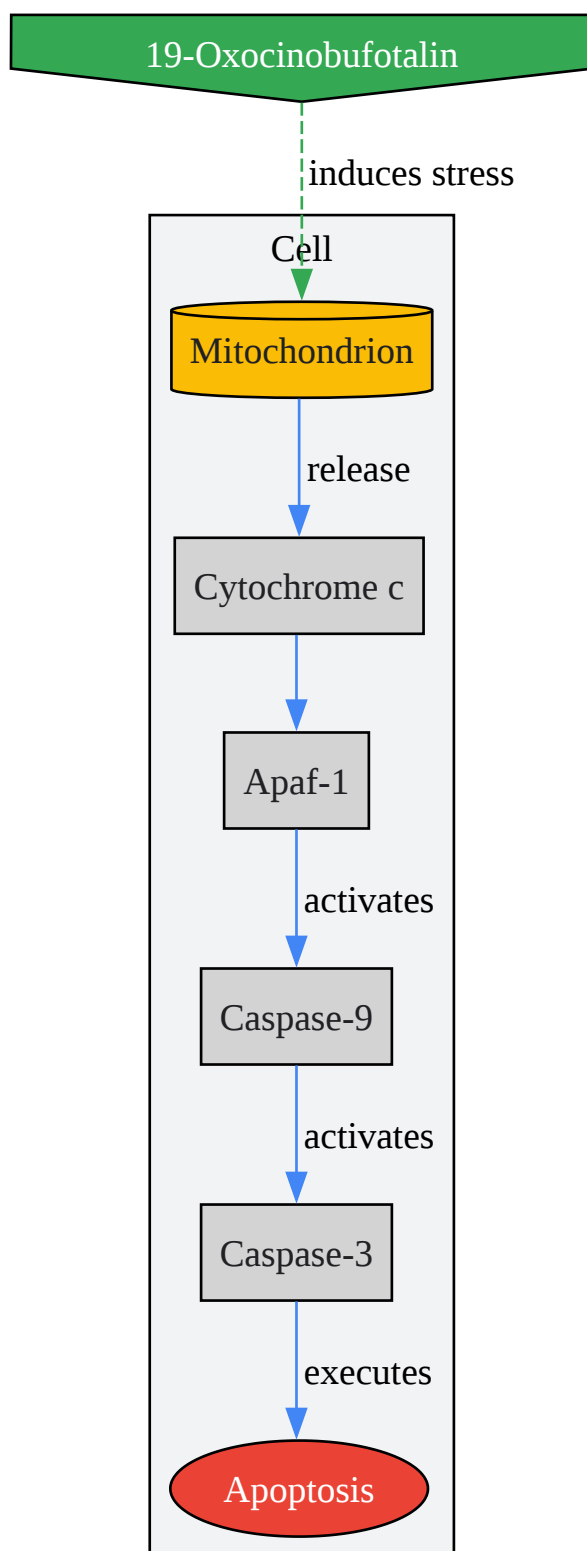 19-Oxocinobufotalin
induces stress
Cell
Mitochondrion
release
Cytochrome c
Apaf-1
activates
Caspase-9
activates
Caspase-3
executes
Apoptosis